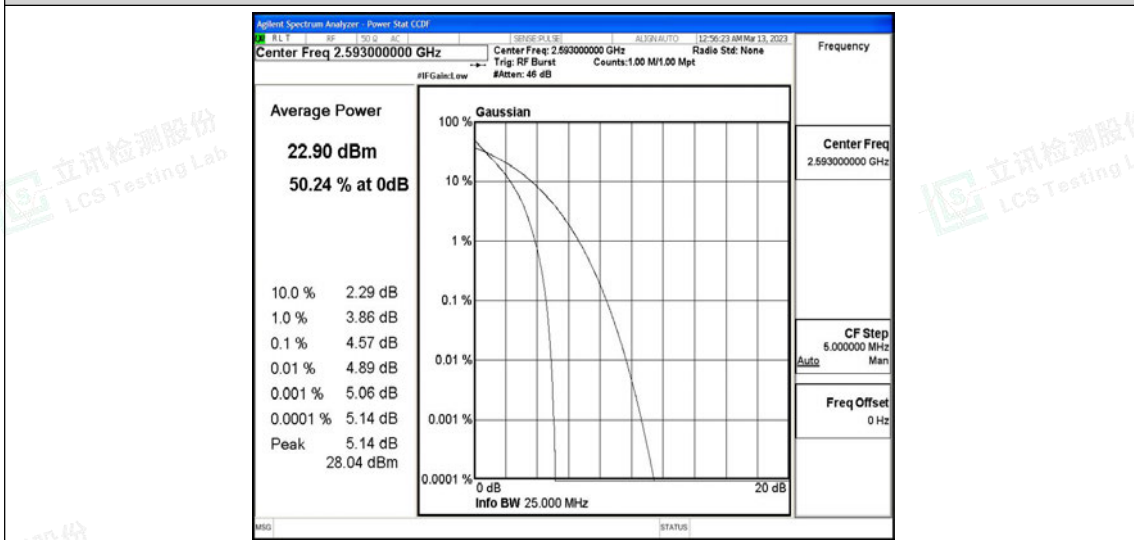 Agilent Spectrum Analyzer - Power Stat CCDF
RLT RF 50 Ω AC SENSE:PULSE ALIGN AUTO 12:56:23 AM Mar 13, 2023
Center Freq 2.593000000 GHz
Center Freq: 2.593000000 GHz Radio Std: None
Trig: RF Burst Counts:1.00 M/1.00 Mpt
#IFGain:Low #Atten: 46 dB
Frequency
Average Power
22.90 dBm
50.24 % at 0dB
10.0 % 2.29 dB
1.0 % 3.86 dB
0.1 % 4.57 dB
0.01 % 4.89 dB
0.001 % 5.06 dB
0.0001 % 5.14 dB
Peak 5.14 dB
28.04 dBm
Gaussian
100 %
10 %
1 %
0.1 %
0.01 %
0.001 %
0.0001 %
0 dB 20 dB
Info BW 25.000 MHz
Center Freq
2.593000000 GHz
CF Step
5.000000 MHz
Auto Man
Freq Offset
0 Hz
MSG STATUS
立讯检测股份
LCS Testing Lab
立讯检测股份
LCS Testing L